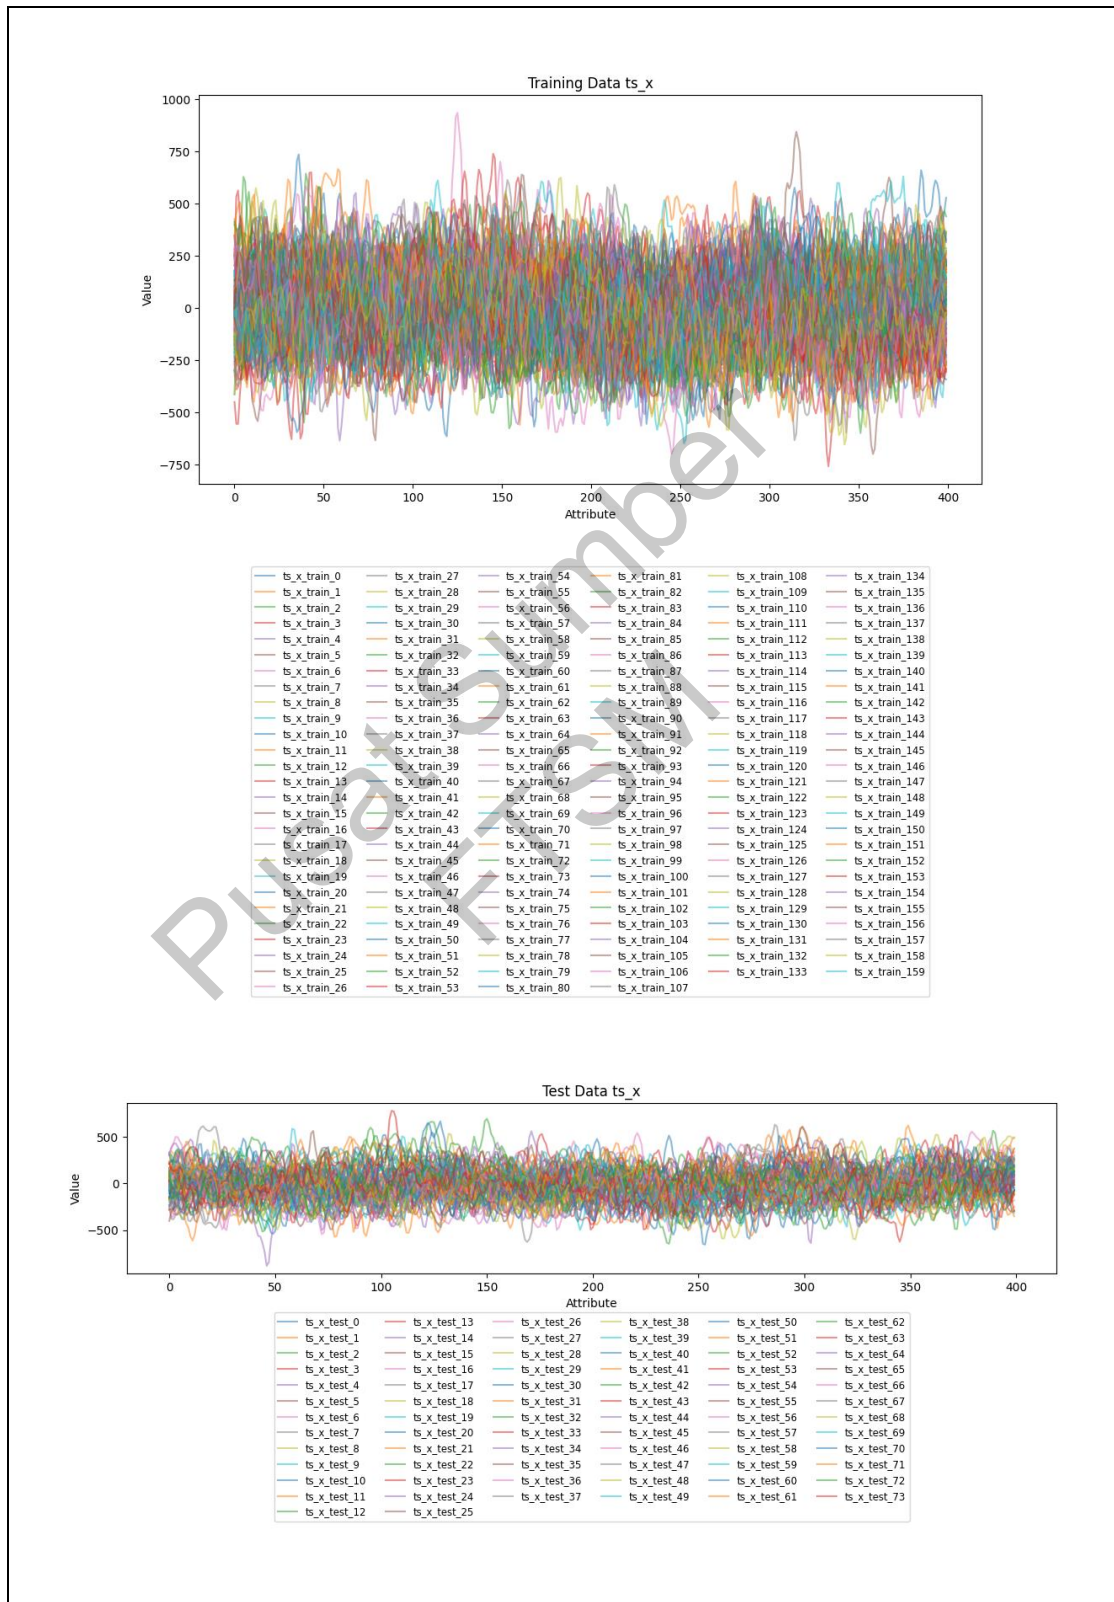 Training Data ts_x
1000
750
500
250
0
−250
−500
−750
Value
0 50 100 150 200 250 300 350 400
Attribute
ts_x_train_0 ts_x_train_27 ts_x_train_54 ts_x_train_81 ts_x_train_108 ts_x_train_134
ts_x_train_1 ts_x_train_28 ts_x_train_55 ts_x_train_82 ts_x_train_109 ts_x_train_135
ts_x_train_2 ts_x_train_29 ts_x_train_56 ts_x_train_83 ts_x_train_110 ts_x_train_136
ts_x_train_3 ts_x_train_30 ts_x_train_57 ts_x_train_84 ts_x_train_111 ts_x_train_137
ts_x_train_4 ts_x_train_31 ts_x_train_58 ts_x_train_85 ts_x_train_112 ts_x_train_138
ts_x_train_5 ts_x_train_32 ts_x_train_59 ts_x_train_86 ts_x_train_113 ts_x_train_139
ts_x_train_6 ts_x_train_33 ts_x_train_60 ts_x_train_87 ts_x_train_114 ts_x_train_140
ts_x_train_7 ts_x_train_34 ts_x_train_61 ts_x_train_88 ts_x_train_115 ts_x_train_141
ts_x_train_8 ts_x_train_35 ts_x_train_62 ts_x_train_89 ts_x_train_116 ts_x_train_142
ts_x_train_9 ts_x_train_36 ts_x_train_63 ts_x_train_90 ts_x_train_117 ts_x_train_143
ts_x_train_10 ts_x_train_37 ts_x_train_64 ts_x_train_91 ts_x_train_118 ts_x_train_144
ts_x_train_11 ts_x_train_38 ts_x_train_65 ts_x_train_92 ts_x_train_119 ts_x_train_145
ts_x_train_12 ts_x_train_39 ts_x_train_66 ts_x_train_93 ts_x_train_120 ts_x_train_146
ts_x_train_13 ts_x_train_40 ts_x_train_67 ts_x_train_94 ts_x_train_121 ts_x_train_147
ts_x_train_14 ts_x_train_41 ts_x_train_68 ts_x_train_95 ts_x_train_122 ts_x_train_148
ts_x_train_15 ts_x_train_42 ts_x_train_69 ts_x_train_96 ts_x_train_123 ts_x_train_149
ts_x_train_16 ts_x_train_43 ts_x_train_70 ts_x_train_97 ts_x_train_124 ts_x_train_150
ts_x_train_17 ts_x_train_44 ts_x_train_71 ts_x_train_98 ts_x_train_125 ts_x_train_151
ts_x_train_18 ts_x_train_45 ts_x_train_72 ts_x_train_99 ts_x_train_126 ts_x_train_152
ts_x_train_19 ts_x_train_46 ts_x_train_73 ts_x_train_100 ts_x_train_127 ts_x_train_153
ts_x_train_20 ts_x_train_47 ts_x_train_74 ts_x_train_101 ts_x_train_128 ts_x_train_154
ts_x_train_21 ts_x_train_48 ts_x_train_75 ts_x_train_102 ts_x_train_129 ts_x_train_155
ts_x_train_22 ts_x_train_49 ts_x_train_76 ts_x_train_103 ts_x_train_130 ts_x_train_156
ts_x_train_23 ts_x_train_50 ts_x_train_77 ts_x_train_104 ts_x_train_131 ts_x_train_157
ts_x_train_24 ts_x_train_51 ts_x_train_78 ts_x_train_105 ts_x_train_132 ts_x_train_158
ts_x_train_25 ts_x_train_52 ts_x_train_79 ts_x_train_106 ts_x_train_133 ts_x_train_159
ts_x_train_26 ts_x_train_53 ts_x_train_80 ts_x_train_107
Pusat Sumber
FTSM
Test Data ts_x
500
0
−500
Value
0 50 100 150 200 250 300 350 400
Attribute
ts_x_test_0 ts_x_test_13 ts_x_test_26 ts_x_test_38 ts_x_test_50 ts_x_test_62
ts_x_test_1 ts_x_test_14 ts_x_test_27 ts_x_test_39 ts_x_test_51 ts_x_test_63
ts_x_test_2 ts_x_test_15 ts_x_test_28 ts_x_test_40 ts_x_test_52 ts_x_test_64
ts_x_test_3 ts_x_test_16 ts_x_test_29 ts_x_test_41 ts_x_test_53 ts_x_test_65
ts_x_test_4 ts_x_test_17 ts_x_test_30 ts_x_test_42 ts_x_test_54 ts_x_test_66
ts_x_test_5 ts_x_test_18 ts_x_test_31 ts_x_test_43 ts_x_test_55 ts_x_test_67
ts_x_test_6 ts_x_test_19 ts_x_test_32 ts_x_test_44 ts_x_test_56 ts_x_test_68
ts_x_test_7 ts_x_test_20 ts_x_test_33 ts_x_test_45 ts_x_test_57 ts_x_test_69
ts_x_test_8 ts_x_test_21 ts_x_test_34 ts_x_test_46 ts_x_test_58 ts_x_test_70
ts_x_test_9 ts_x_test_22 ts_x_test_35 ts_x_test_47 ts_x_test_59 ts_x_test_71
ts_x_test_10 ts_x_test_23 ts_x_test_36 ts_x_test_48 ts_x_test_60 ts_x_test_72
ts_x_test_11 ts_x_test_24 ts_x_test_37 ts_x_test_49 ts_x_test_61 ts_x_test_73
ts_x_test_12 ts_x_test_25